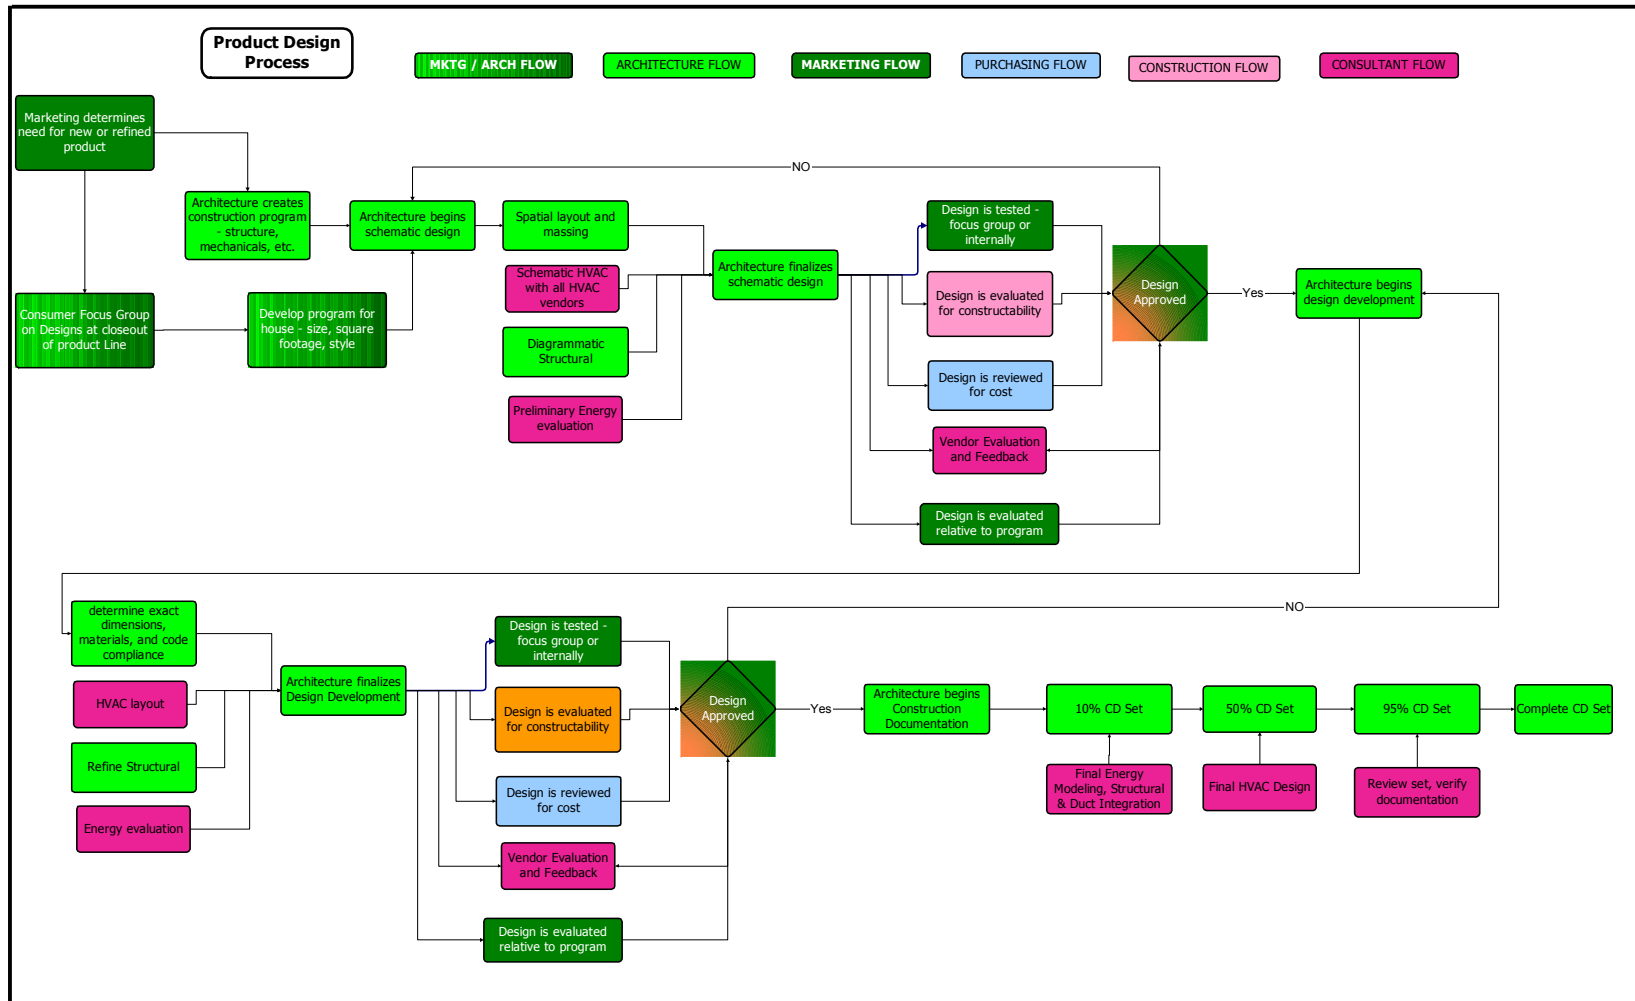 Product Design
Process
MKTG / ARCH FLOW
ARCHITECTURE FLOW
MARKETING FLOW
PURCHASING FLOW
CONSTRUCTION FLOW
CONSULTANT FLOW
Marketing determines
need for new or refined
product
NO
Architecture creates
construction program
- structure,
mechanicals, etc.
Architecture begins
schematic design
Spatial layout and
massing
Design is tested -
focus group or
internally
Schematic HVAC
with all HVAC
vendors
Architecture finalizes
schematic design
Design is evaluated
for constructability
Design
Approved
Yes
Architecture begins
design development
Consumer Focus Group
on Designs at closeout
of product Line
Develop program for
house - size, square
footage, style
Diagrammatic
Structural
Design is reviewed
for cost
Preliminary Energy
evaluation
Vendor Evaluation
and Feedback
Design is evaluated
relative to program
NO
determine exact
dimensions,
materials, and code
compliance
Design is tested -
focus group or
internally
Architecture finalizes
Design Development
HVAC layout
Design is evaluated
for constructability
Design
Approved
Yes
Architecture begins
Construction
Documentation
10% CD Set
50% CD Set
95% CD Set
Complete CD Set
Refine Structural
Design is reviewed
for cost
Final Energy
Modeling, Structural
& Duct Integration
Final HVAC Design
Review set, verify
documentation
Energy evaluation
Vendor Evaluation
and Feedback
Design is evaluated
relative to program